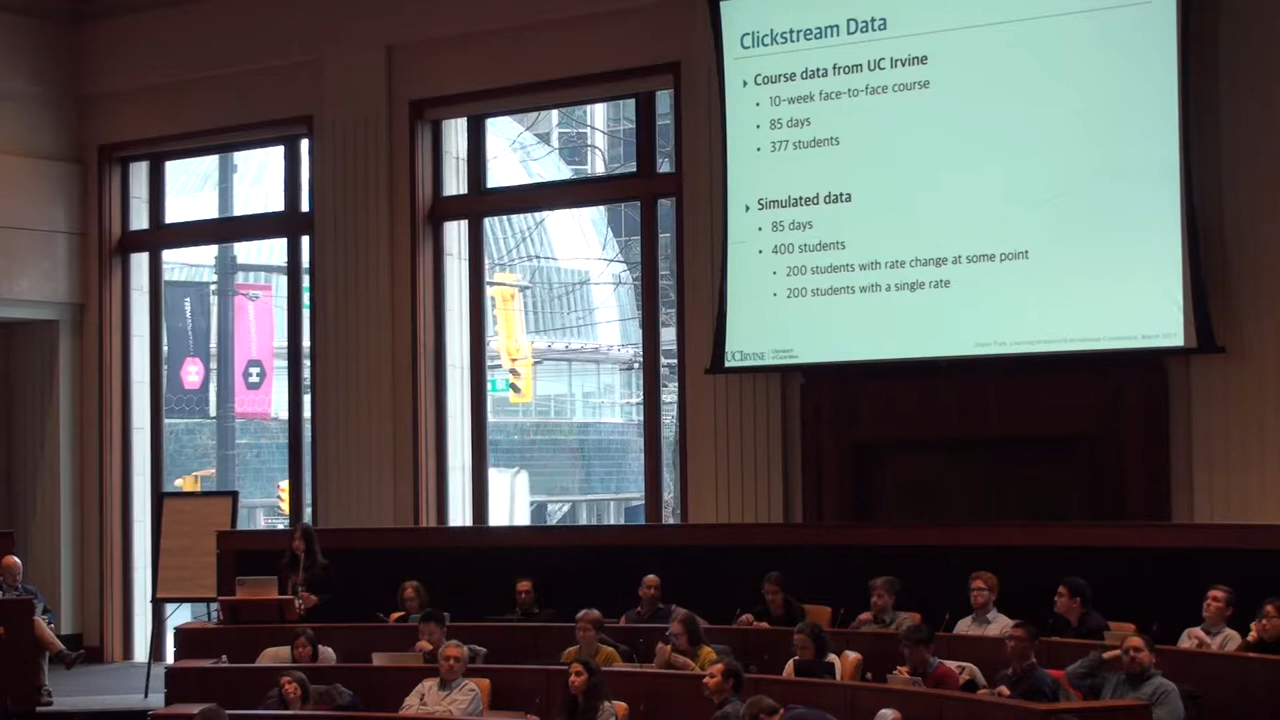 Clickstream Data
Course data from UC Irvine
• 10-week face-to-face course
• 85 days
• 377 students
Simulated data
• 85 days
• 400 students
• 200 students with rate change at some point
• 200 students with a single rate
UCIRVINE